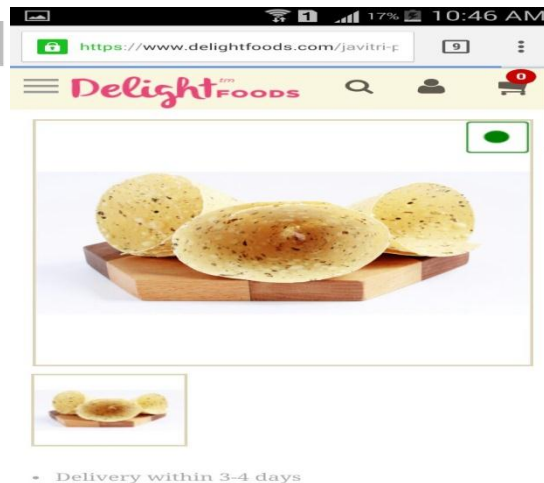 1 17% 10:46 AM
https://www.delightfoods.com/javitri-p 9
Delight tm FOODS 0
• Delivery within 3-4 days